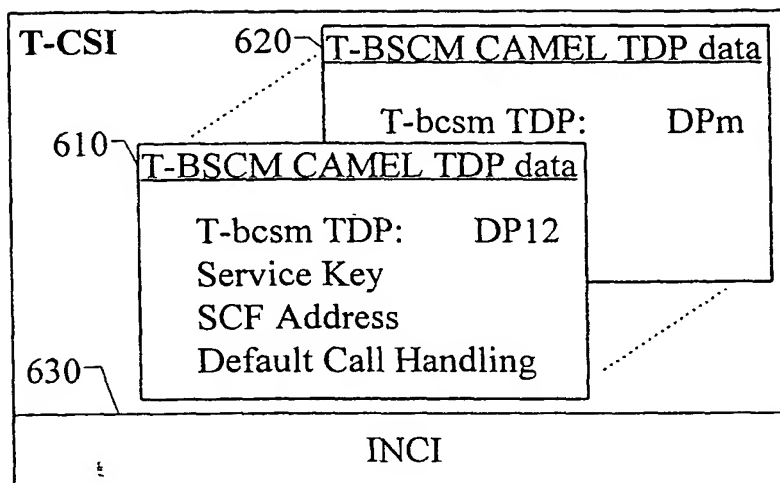 T-CSI
620
T-BSCM CAMEL TDP data
T-bcsm TDP: DPm
610
T-BSCM CAMEL TDP data
T-bcsm TDP: DP12
Service Key
SCF Address
Default Call Handling
630
INCI